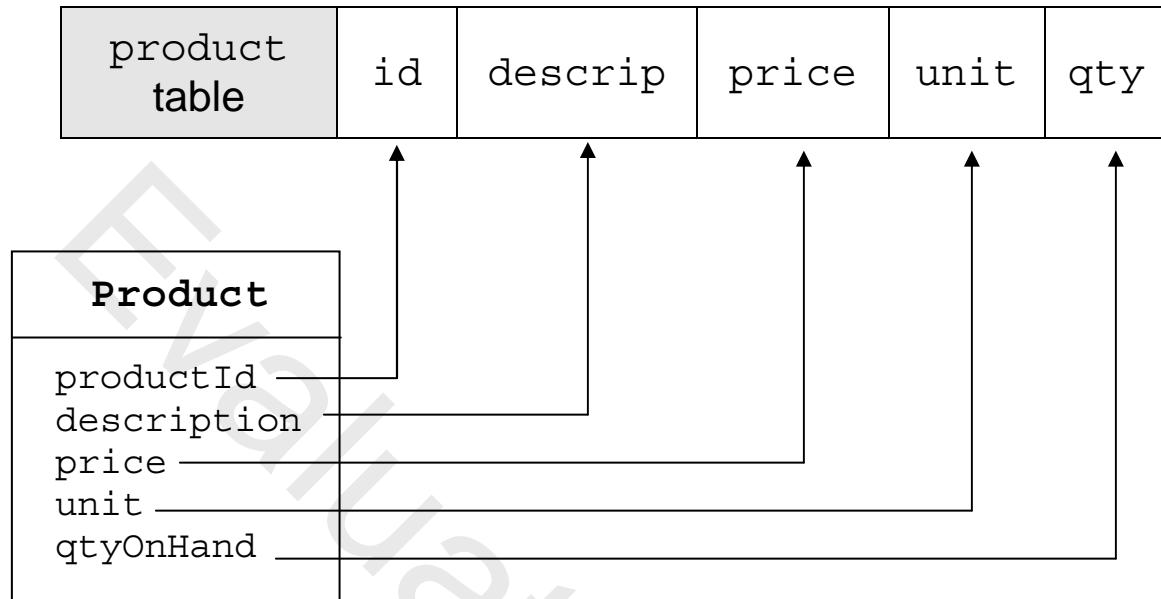 product
table
id
descrip
price
unit
qty
Product
productId
description
price
unit
qtyOnHand